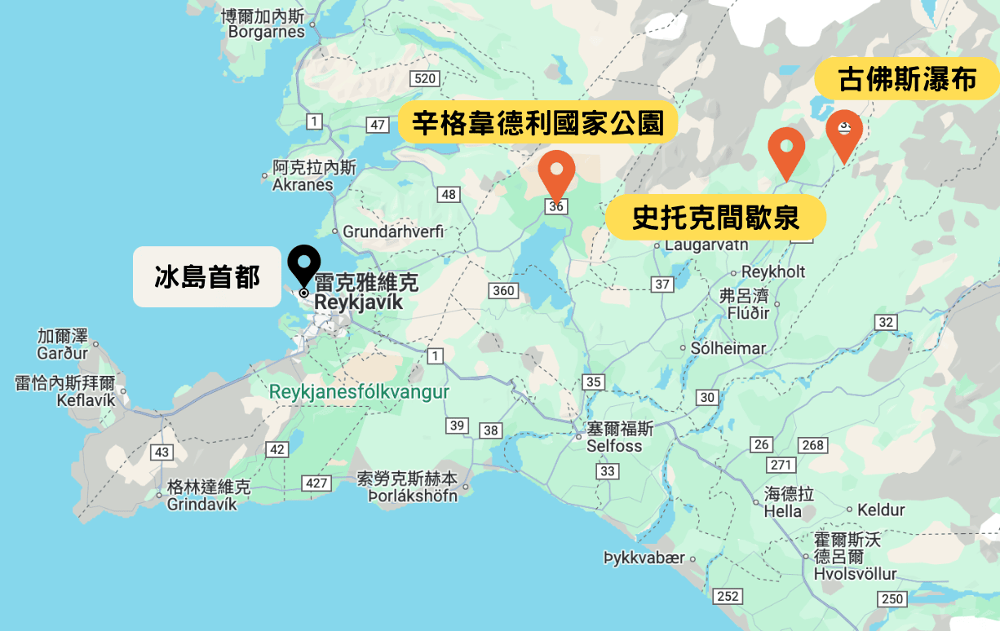 博爾加內斯
Borgarnes
520
古佛斯瀑布
1
47
辛格韋德利國家公園
阿克拉內斯
Akranes
48
36
史托克間歇泉
Grundarhverfi
Laugarvatn
冰島首都
雷克雅維克
Reykjavík
360
37
Reykholt
弗呂濟
Flúðir
32
加爾澤
Garður
1
Sólheimar
雷恰內斯拜爾
Keflavík
Reykjanesfólkvangur
35
30
43
42
39
38
塞爾福斯
Selfoss
26
268
271
33
427
格林達維克
Grindavík
索勞克斯赫本
Þorlákshöfn
海德拉
Hella
Keldur
霍爾斯沃
德呂爾
Hvolsvöllur
Þykkvabær
252
250